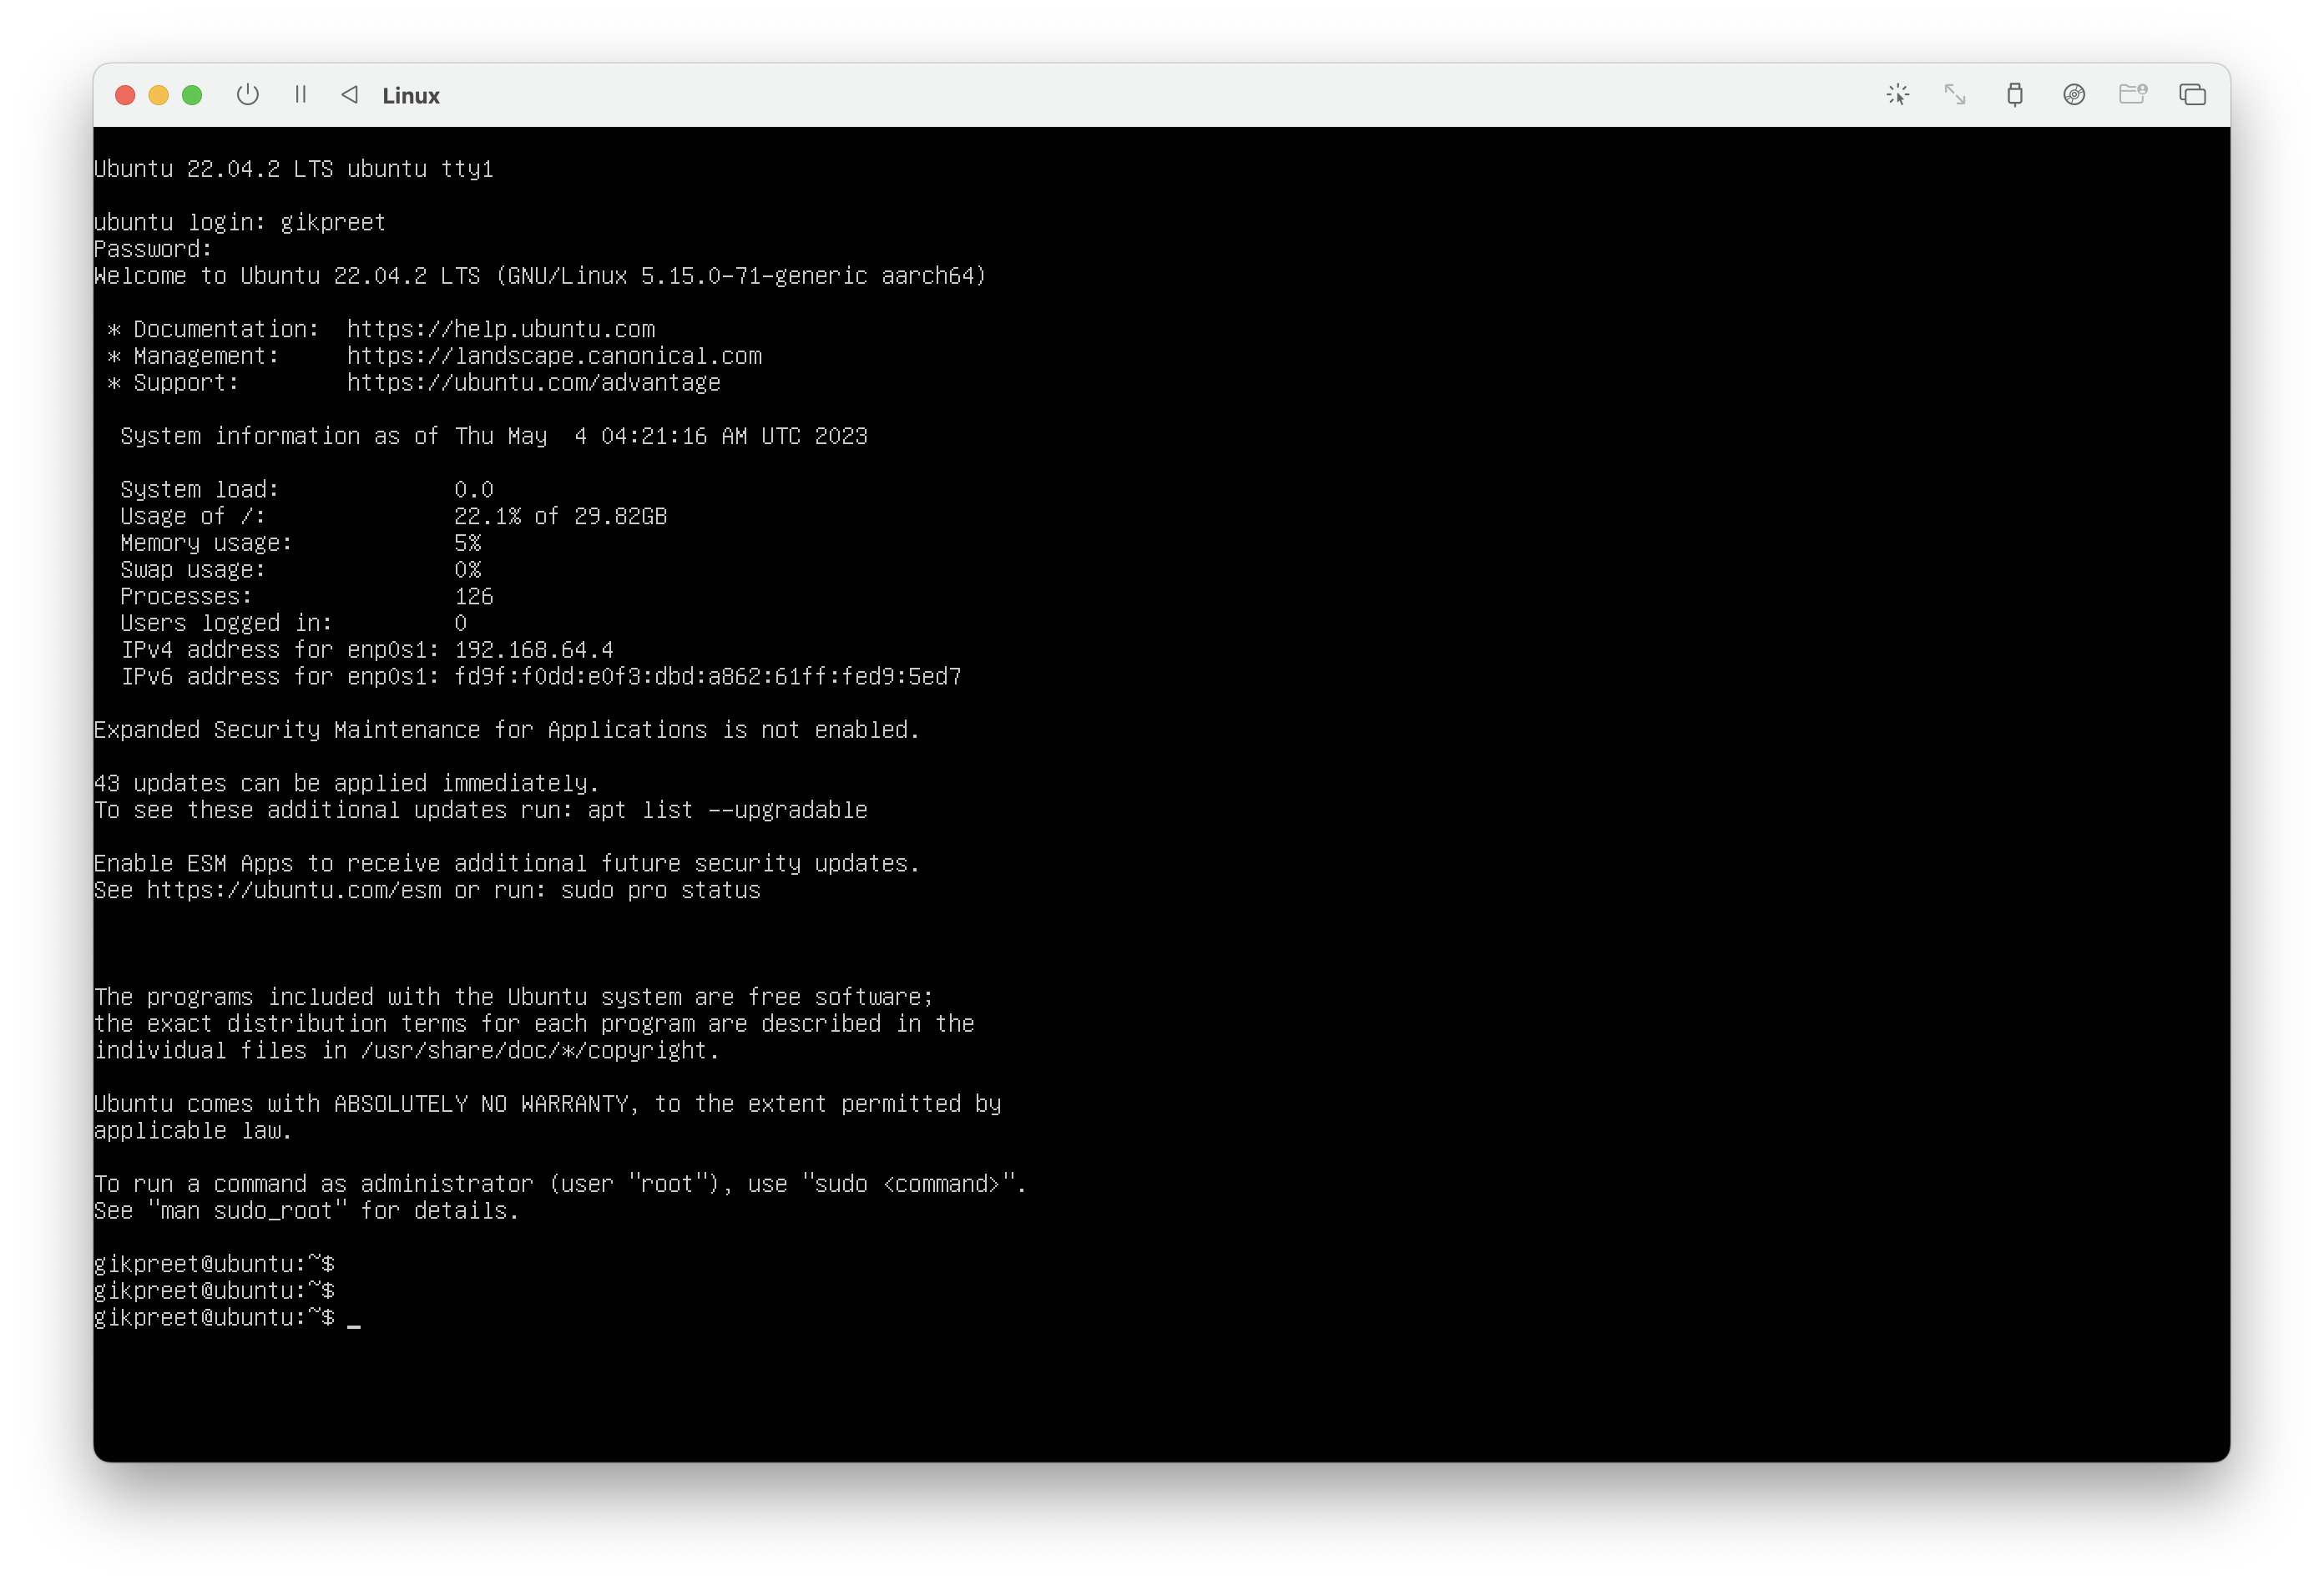 Linux
Ubuntu 22.04.2 LTS ubuntu tty1
ubuntu login: gikpreet
Password:
Welcome to Ubuntu 22.04.2 LTS (GNU/Linux 5.15.0-71-generic aarch64)
* Documentation:  https://help.ubuntu.com
* Management:     https://landscape.canonical.com
* Support:        https://ubuntu.com/advantage
System information as of Thu May  4 04:21:16 AM UTC 2023
System load:             0.0
Usage of /:              22.1% of 29.82GB
Memory usage:            5%
Swap usage:              0%
Processes:               126
Users logged in:         0
IPv4 address for enp0s1: 192.168.64.4
IPv6 address for enp0s1: fd9f:f0dd:e0f3:dbd:a862:61ff:fed9:5ed7
Expanded Security Maintenance for Applications is not enabled.
43 updates can be applied immediately.
To see these additional updates run: apt list --upgradable
Enable ESM Apps to receive additional future security updates.
See https://ubuntu.com/esm or run: sudo pro status
The programs included with the Ubuntu system are free software;
the exact distribution terms for each program are described in the
individual files in /usr/share/doc/*/copyright.
Ubuntu comes with ABSOLUTELY NO WARRANTY, to the extent permitted by
applicable law.
To run a command as administrator (user "root"), use "sudo <command>".
See "man sudo_root" for details.
gikpreet@ubuntu:~$
gikpreet@ubuntu:~$
gikpreet@ubuntu:~$ _